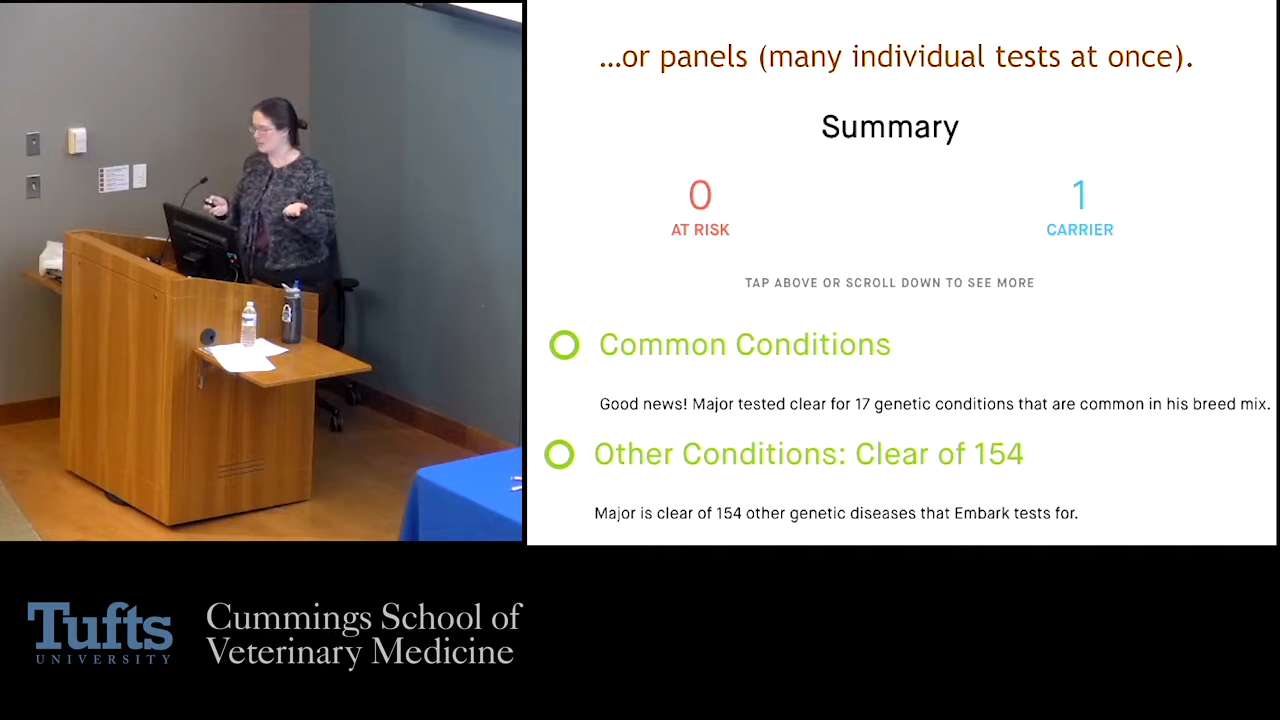 ...or panels (many individual tests at once).
Summary
0
AT RISK
1
CARRIER
TAP ABOVE OR SCROLL DOWN TO SEE MORE
Common Conditions
Good news! Major tested clear for 17 genetic conditions that are common in his breed mix.
Other Conditions: Clear of 154
Major is clear of 154 other genetic diseases that Embark tests for.
Tufts
UNIVERSITY
Cummings School of
Veterinary Medicine